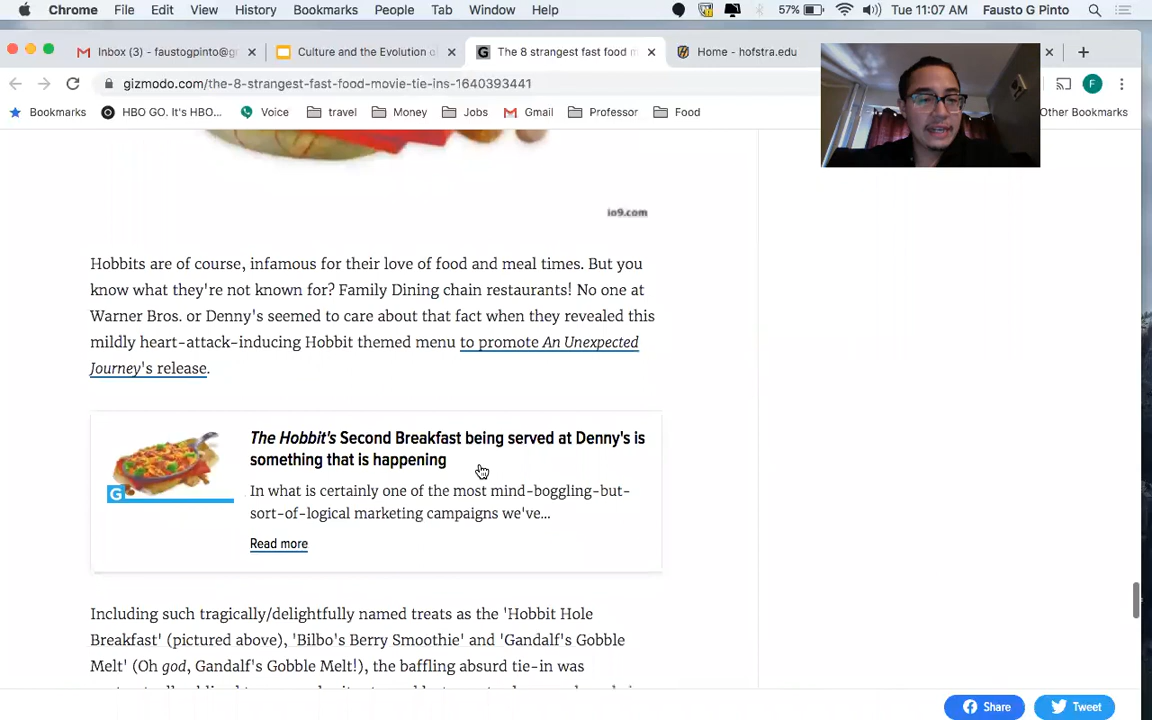 Chrome File Edit View History Bookmarks People Tab Window Help 57% Tue 11:07 AM Fausto G Pinto
Inbox (3) - faustogpinto@g Culture and the Evolution o The 8 strangest fast food m Home - hofstra.edu
gizmodo.com/the-8-strangest-fast-food-movie-tie-ins-1640393441 F
Bookmarks HBO GO. It's HBO... Voice travel Money Jobs Gmail Professor Food Other Bookmarks
io9.com
Hobbits are of course, infamous for their love of food and meal times. But you
know what they're not known for? Family Dining chain restaurants! No one at
Warner Bros. or Denny's seemed to care about that fact when they revealed this
mildly heart-attack-inducing Hobbit themed menu to promote An Unexpected
Journey's release.
The Hobbit's Second Breakfast being served at Denny's is
something that is happening
G
In what is certainly one of the most mind-boggling-but-
sort-of-logical marketing campaigns we've...
Read more
Including such tragically/delightfully named treats as the 'Hobbit Hole
Breakfast' (pictured above), 'Bilbo's Berry Smoothie' and 'Gandalf's Gobble
Melt' (Oh god, Gandalf's Gobble Melt!), the baffling absurd tie-in was
Share Tweet